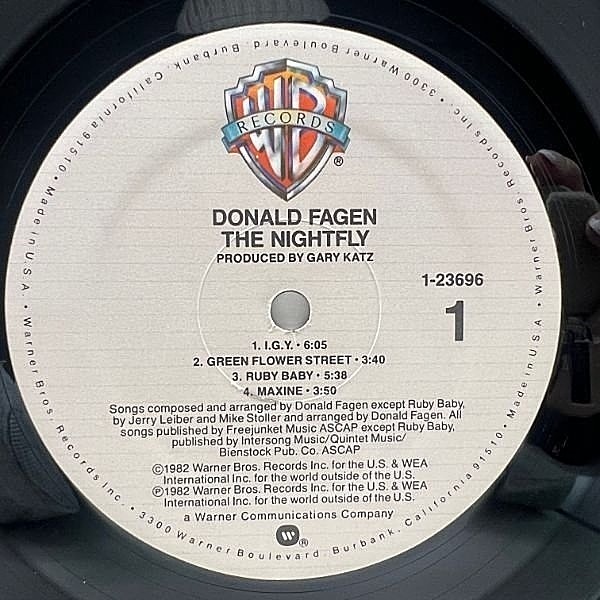 WB
RECORDS
®
DONALD FAGEN
THE NIGHTFLY
PRODUCED BY GARY KATZ
1-23696
1
1. I.G.Y. • 6:05
2. GREEN FLOWER STREET • 3:40
3. RUBY BABY • 5:38
4. MAXINE • 3:50
Songs composed and arranged by Donald Fagen except Ruby Baby,
by Jerry Leiber and Mike Stoller and arranged by Donald Fagen. All
songs published by Freejunket Music ASCAP except Ruby Baby,
published by Intersong Music/Quintet Music/
Bienstock Pub. Co. ASCAP
©1982 Warner Bros. Records Inc. for the U.S. & WEA
International Inc. for the world outside of the U.S.
℗1982 Warner Bros. Records Inc. for the U.S. & WEA
International Inc. for the world outside of the U.S.
a Warner Communications Company
®
Warner Bros. Records Inc. • 3300 Warner Boulevard, Burbank, California 91510 • Made in U.S.A. • Warner Bros. Records Inc. • 3300 Warner Boulevard, Burbank, California 91510 • Made in U.S.A. •